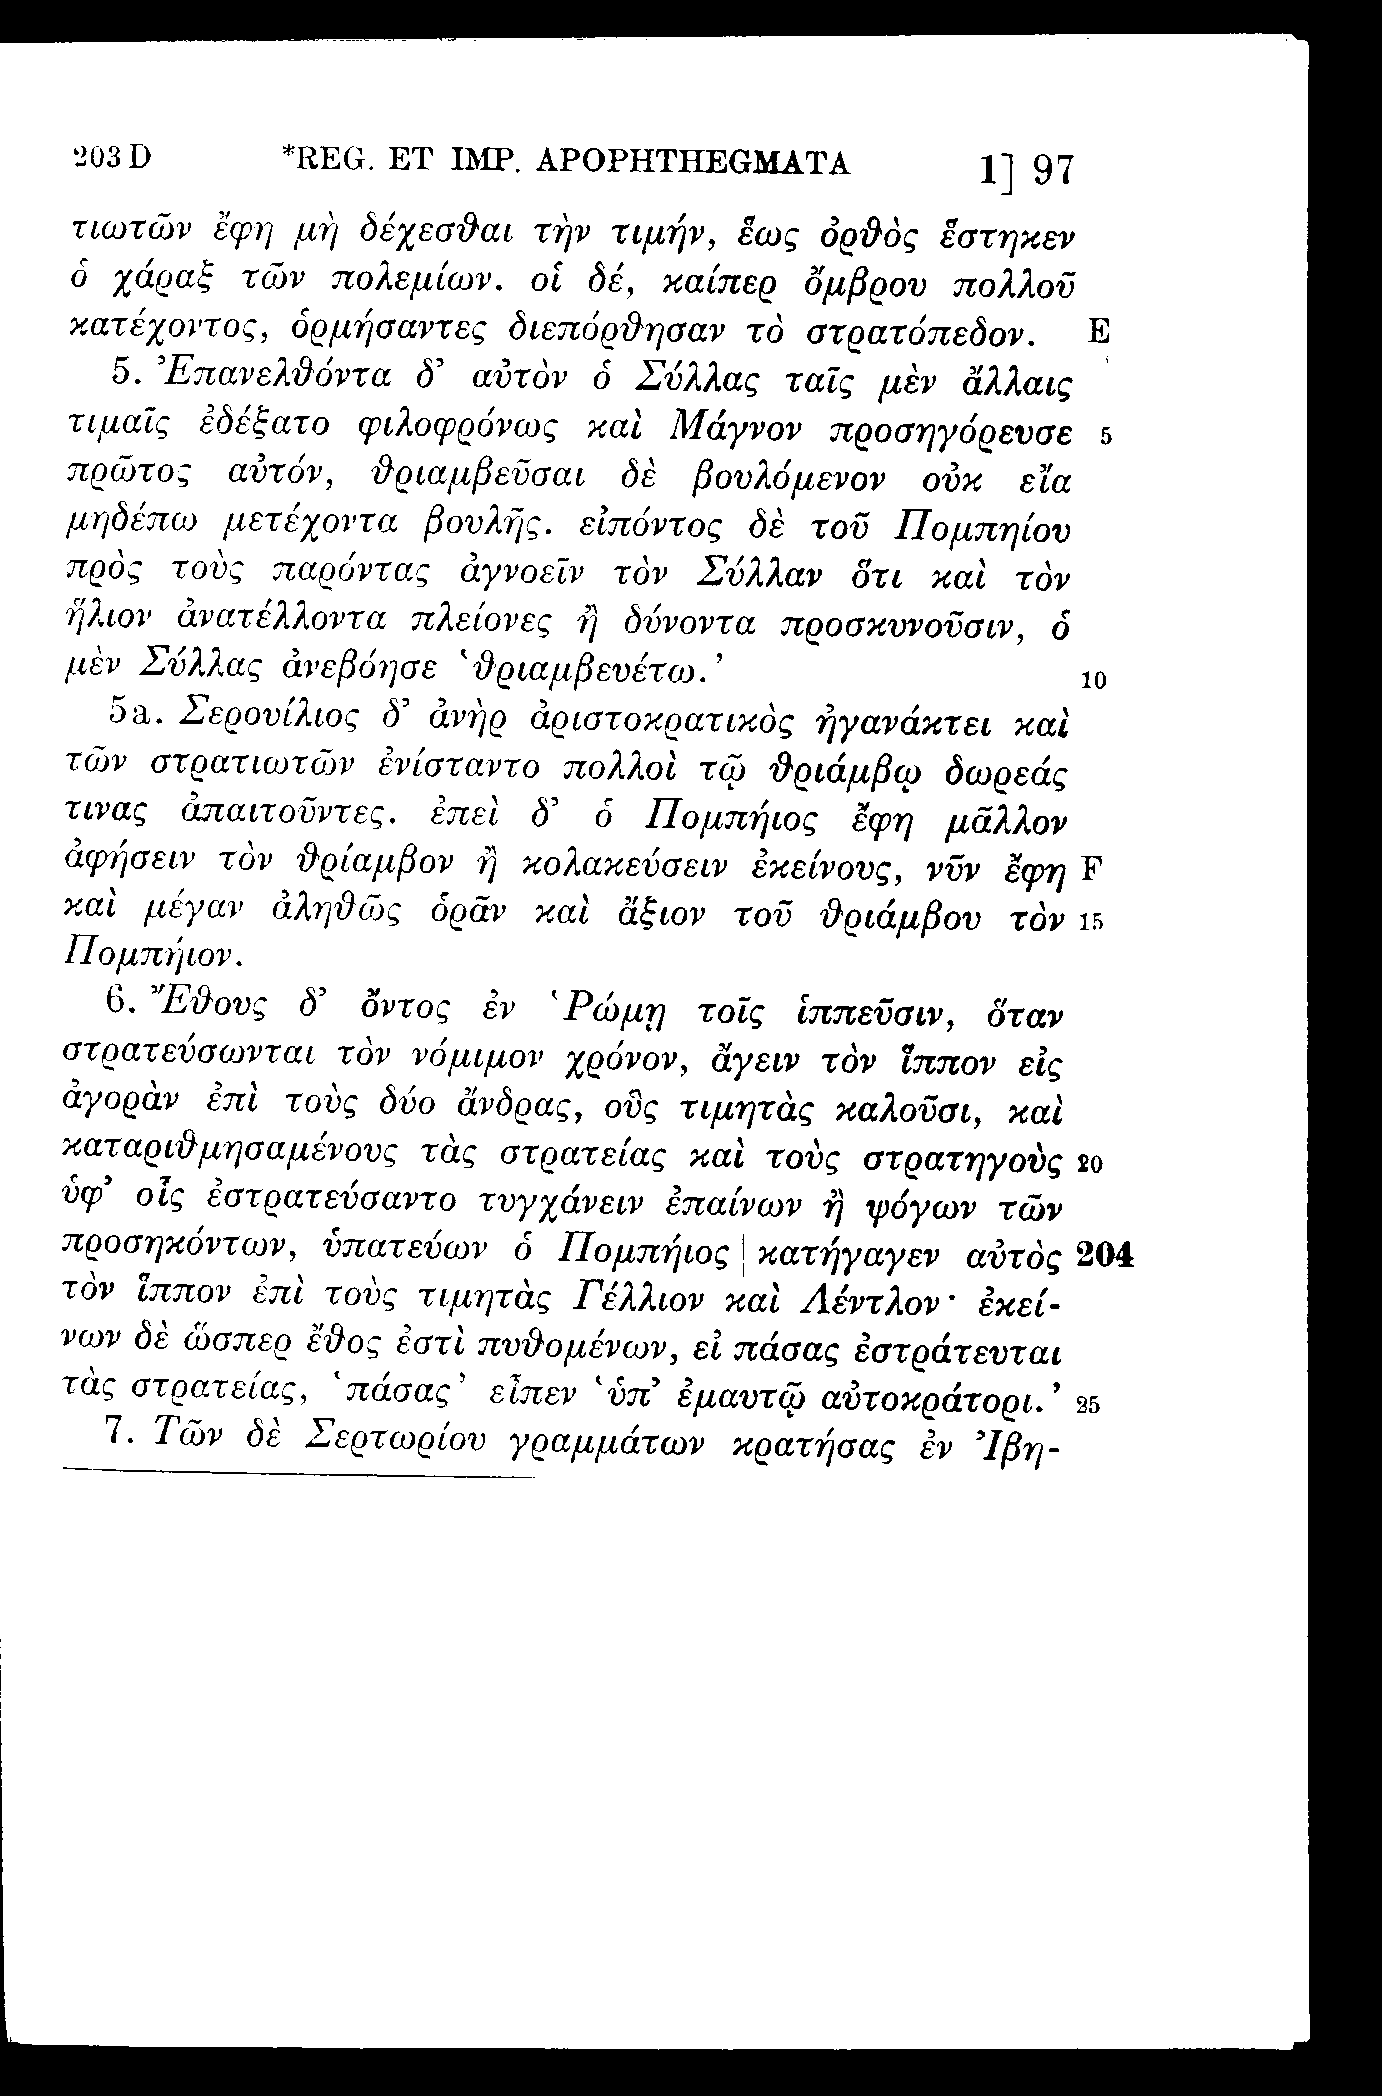 203 D *REG. ET IMP. APOPHTHEGMATA 1] 97
τιωτῶν ἔφη μὴ δέχεσθαι τὴν τιμήν, ἕως ὀρθὸς ἕστηκεν
ὁ χάραξ τῶν πολεμίων. οἱ δέ, καίπερ ὄμβρου πολλοῦ
κατέχοντος, ὁρμήσαντες διεπόρθησαν τὸ στρατόπεδον. E
5. Ἐπανελθόντα δ’ αὐτὸν ὁ Σύλλας ταῖς μὲν ἄλλαις
τιμαῖς ἐδέξατο φιλοφρόνως καὶ Μάγνον προσηγόρευσε 5
πρῶτος αὐτόν, θριαμβεῦσαι δὲ βουλόμενον οὐκ εἴα
μηδέπω μετέχοντα βουλῆς. εἰπόντος δὲ τοῦ Πομπηίου
πρὸς τοὺς παρόντας ἀγνοεῖν τὸν Σύλλαν ὅτι καὶ τὸν
ἥλιον ἀνατέλλοντα πλείονες ἢ δύνοντα προσκυνοῦσιν, ὁ
μὲν Σύλλας ἀνεβόησε ‘θριαμβευέτω.’ 10
5a. Σερουίλιος δ’ ἀνὴρ ἀριστοκρατικὸς ἠγανάκτει καὶ
τῶν στρατιωτῶν ἐνίσταντο πολλοὶ τῷ θριάμβῳ δωρεάς
τινας ἀπαιτοῦντες. ἐπεὶ δ’ ὁ Πομπήιος ἔφη μᾶλλον
ἀφήσειν τὸν θρίαμβον ἢ κολακεύσειν ἐκείνους, νῦν ἔφη F
καὶ μέγαν ἀληθῶς ὁρᾶν καὶ ἄξιον τοῦ θριάμβου τὸν 15
Πομπήιον.
6. Ἔθους δ’ ὄντος ἐν Ῥώμῃ τοῖς ἱππεῦσιν, ὅταν
στρατεύσωνται τὸν νόμιμον χρόνον, ἄγειν τὸν ἵππον εἰς
ἀγορὰν ἐπὶ τοὺς δύο ἄνδρας, οὓς τιμητὰς καλοῦσι, καὶ
καταριθμησαμένους τὰς στρατείας καὶ τοὺς στρατηγοὺς 20
ὑφ’ οἷς ἐστρατεύσαντο τυγχάνειν ἐπαίνων ἢ ψόγων τῶν
προσηκόντων, ὑπατεύων ὁ Πομπήιος | κατήγαγεν αὐτὸς 204
τὸν ἵππον ἐπὶ τοὺς τιμητὰς Γέλλιον καὶ Λέντλον· ἐκεί-
νων δὲ ὥσπερ ἔθος ἐστὶ πυθομένων, εἰ πάσας ἐστράτευται
τὰς στρατείας, ‘πάσας’ εἶπεν ‘ὑπ’ ἐμαυτῷ αὐτοκράτορι.’ 25
7. Τῶν δὲ Σερτωρίου γραμμάτων κρατήσας ἐν Ἰβη-